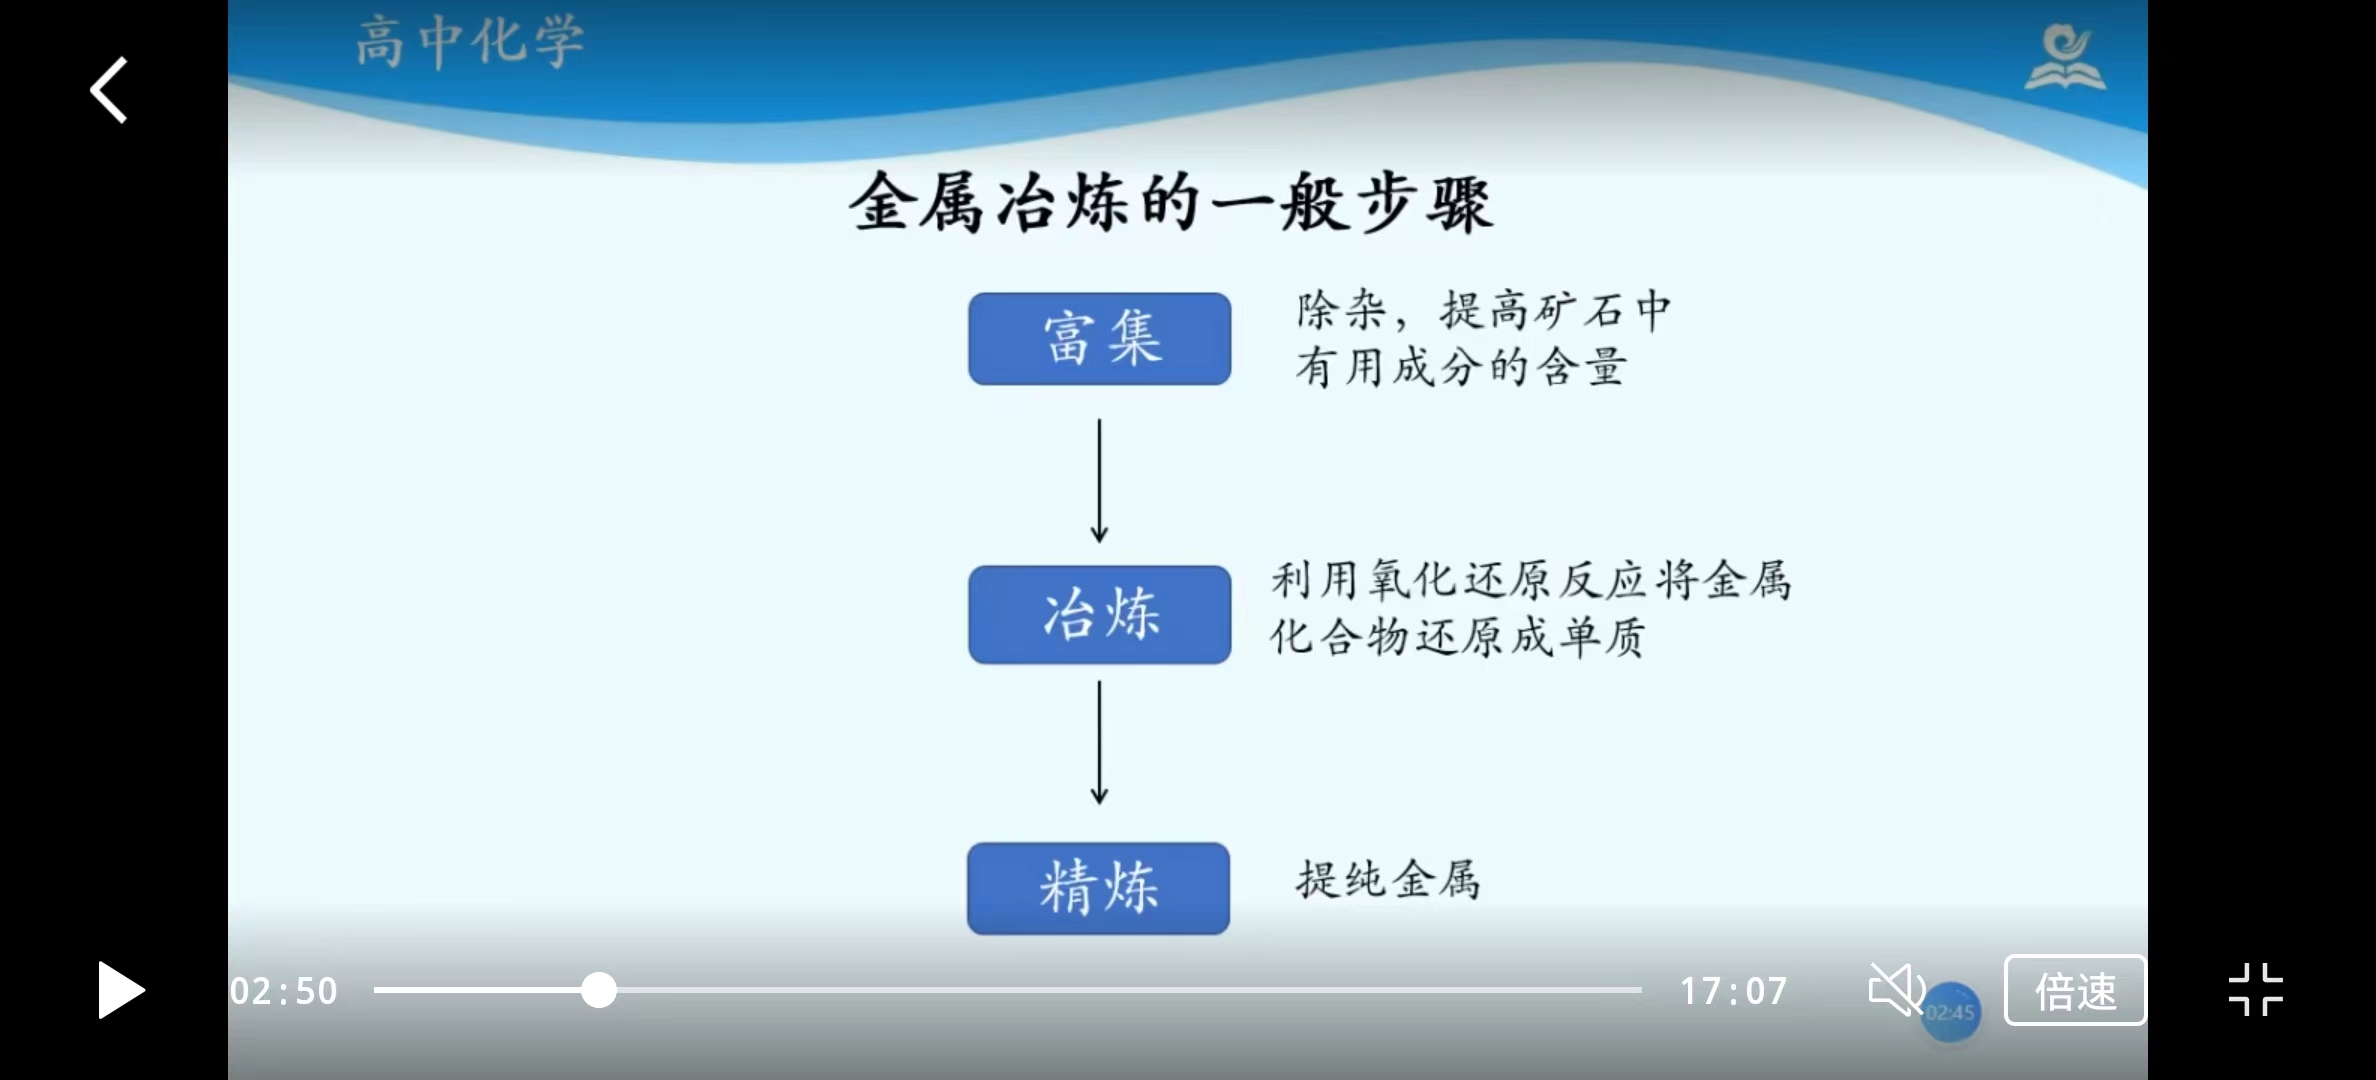 高中化学
金属冶炼的一般步骤
富集
除杂，提高矿石中
有用成分的含量
冶炼
利用氧化还原反应将金属
化合物还原成单质
精炼
提纯金属
02:50
17:07
02:45
倍速